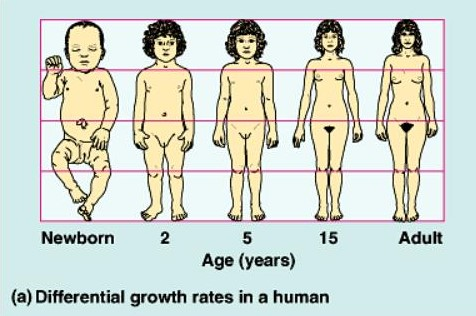 Newborn 2 5 15 Adult
Age (years)
(a) Differential growth rates in a human